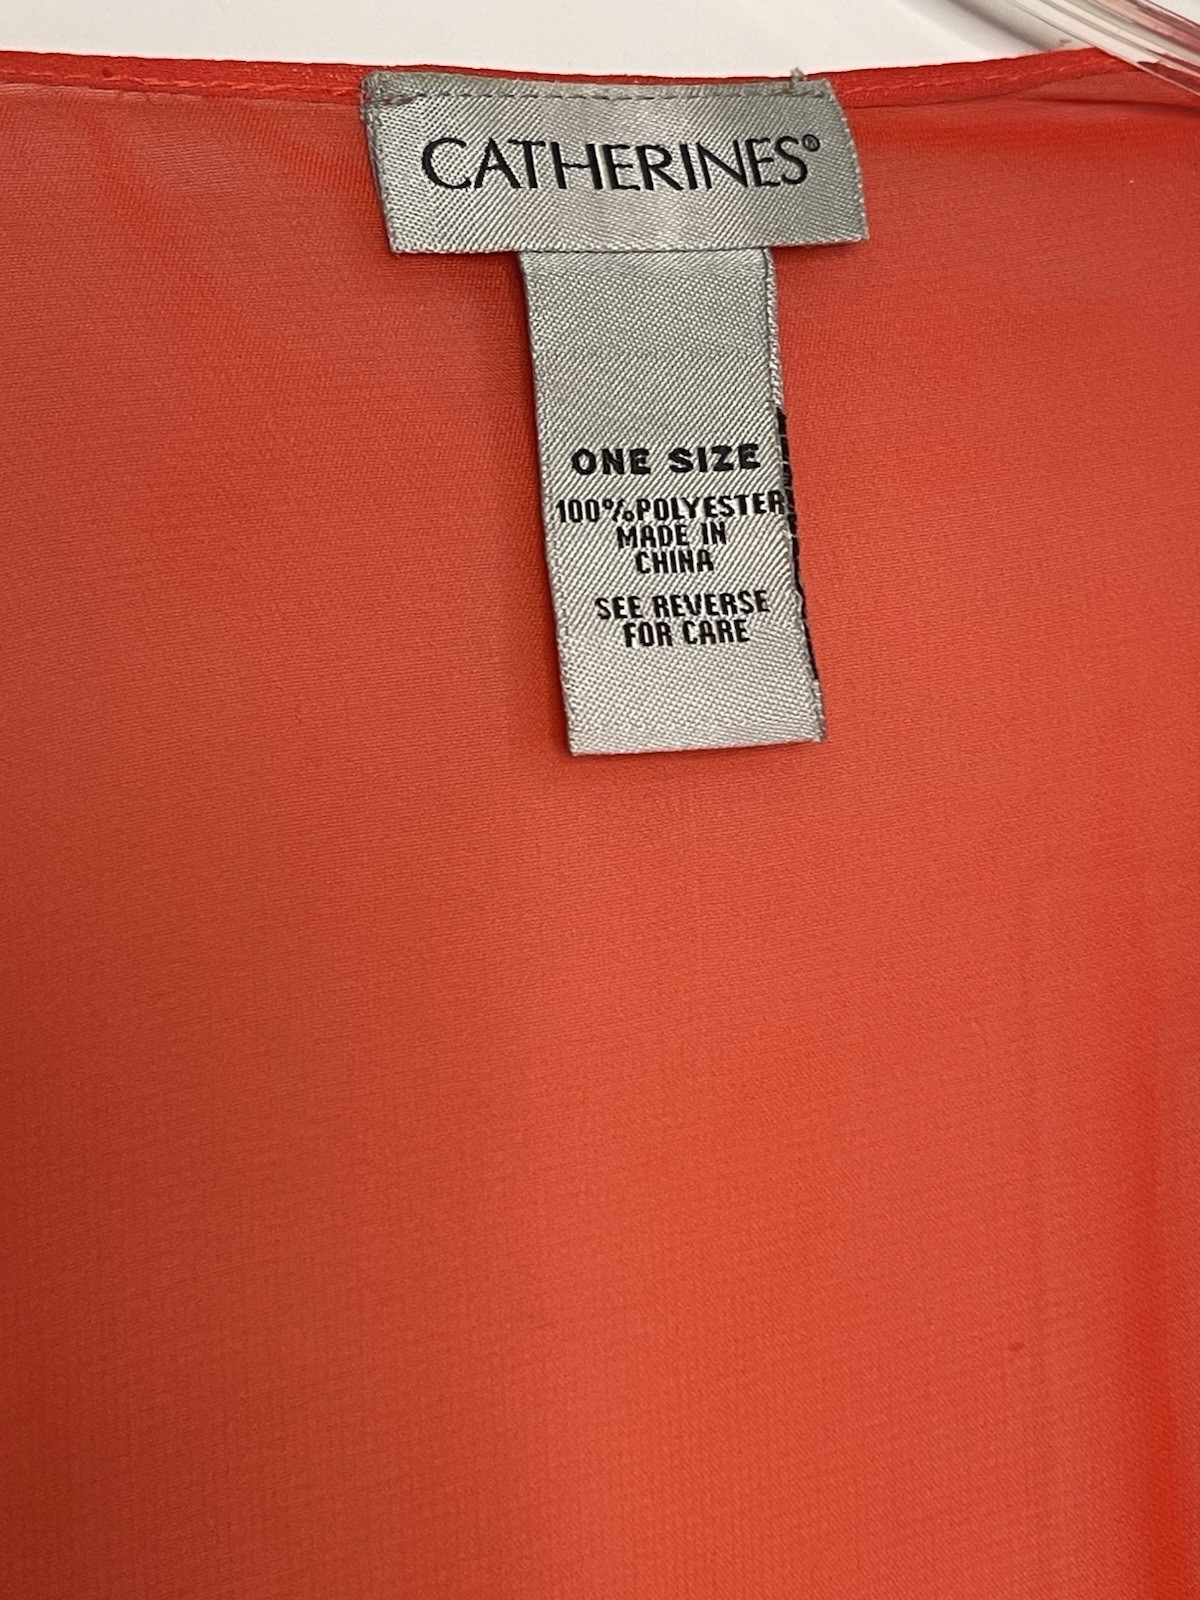 CATHERINES®
ONE SIZE
100%POLYESTER
MADE IN
CHINA
SEE REVERSE
FOR CARE